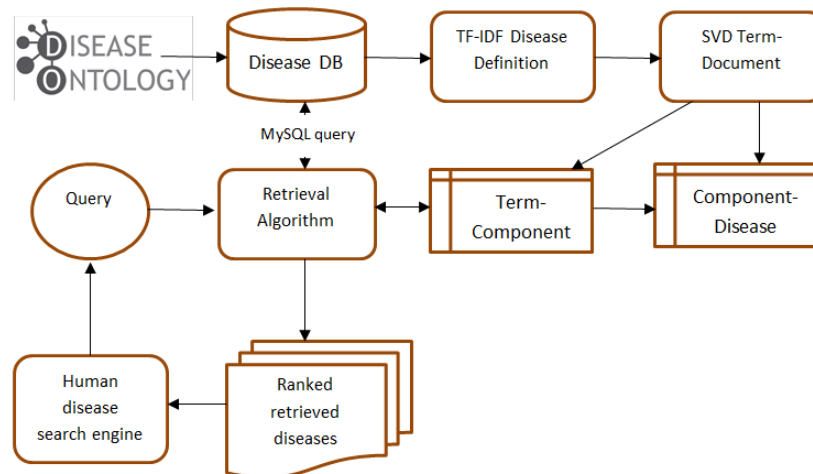 DISEASE
ONTOLOGY
Disease DB
TF-IDF Disease
Definition
SVD Term-
Document
MySQL query
Query
Retrieval
Algorithm
Term-
Component
Component-
Disease
Human
disease
search engine
Ranked
retrieved
diseases